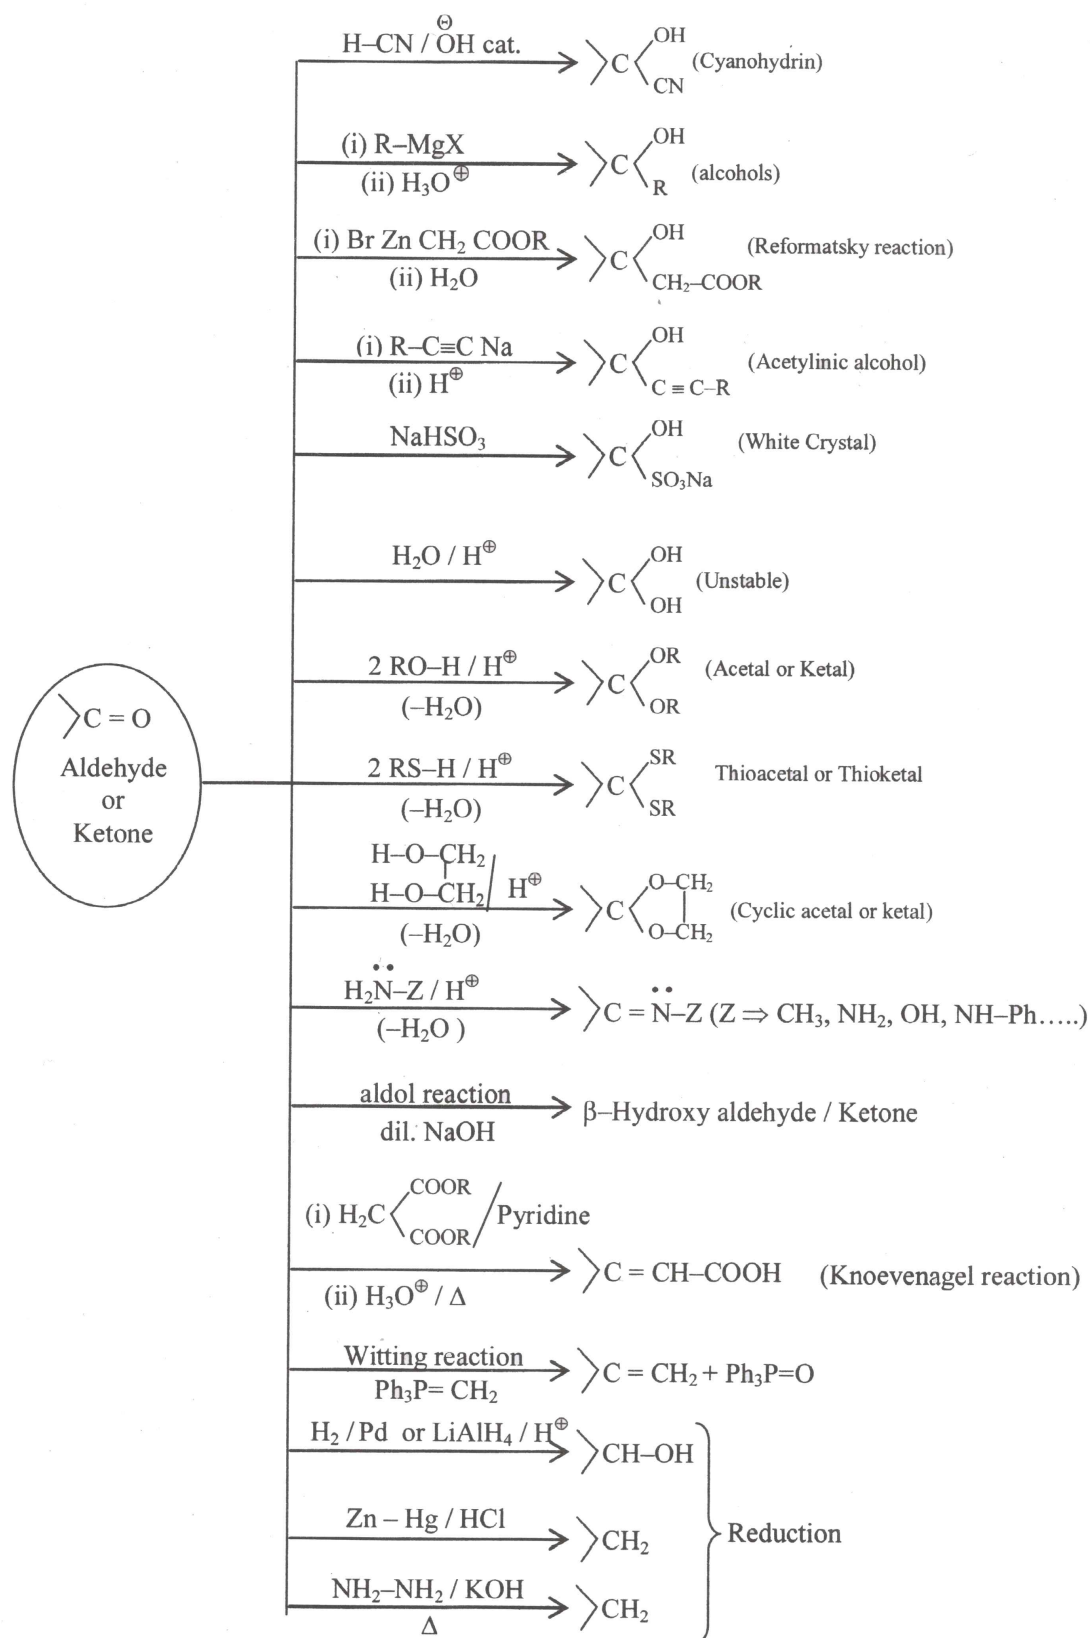 H–CN / OH⊖ cat.
C OH CN (Cyanohydrin)
(i) R–MgX
(ii) H₃O⊕
C OH R (alcohols)
(i) Br Zn CH₂ COOR
(ii) H₂O
C OH CH₂–COOR (Reformatsky reaction)
(i) R–C≡C Na
(ii) H⊕
C OH C ≡ C–R (Acetylinic alcohol)
NaHSO₃
C OH SO₃Na (White Crystal)
H₂O / H⊕
C OH OH (Unstable)
2 RO–H / H⊕
(–H₂O)
C OR OR (Acetal or Ketal)
C = O
Aldehyde
or
Ketone
2 RS–H / H⊕
(–H₂O)
C SR SR Thioacetal or Thioketal
H–O–CH₂
H–O–CH₂ / H⊕
(–H₂O)
C O–CH₂ O–CH₂ (Cyclic acetal or ketal)
H₂N̈–Z / H⊕
(–H₂O )
C = N̈–Z (Z ⇒ CH₃, NH₂, OH, NH–Ph.....)
aldol reaction
dil. NaOH
β–Hydroxy aldehyde / Ketone
(i) H₂C COOR COOR / Pyridine
(ii) H₃O⊕ / Δ
C = CH–COOH (Knoevenagel reaction)
Witting reaction
Ph₃P= CH₂
C = CH₂ + Ph₃P=O
H₂ / Pd or LiAlH₄ / H⊕
CH–OH
Zn – Hg / HCl
CH₂
Reduction
NH₂–NH₂ / KOH
Δ
CH₂